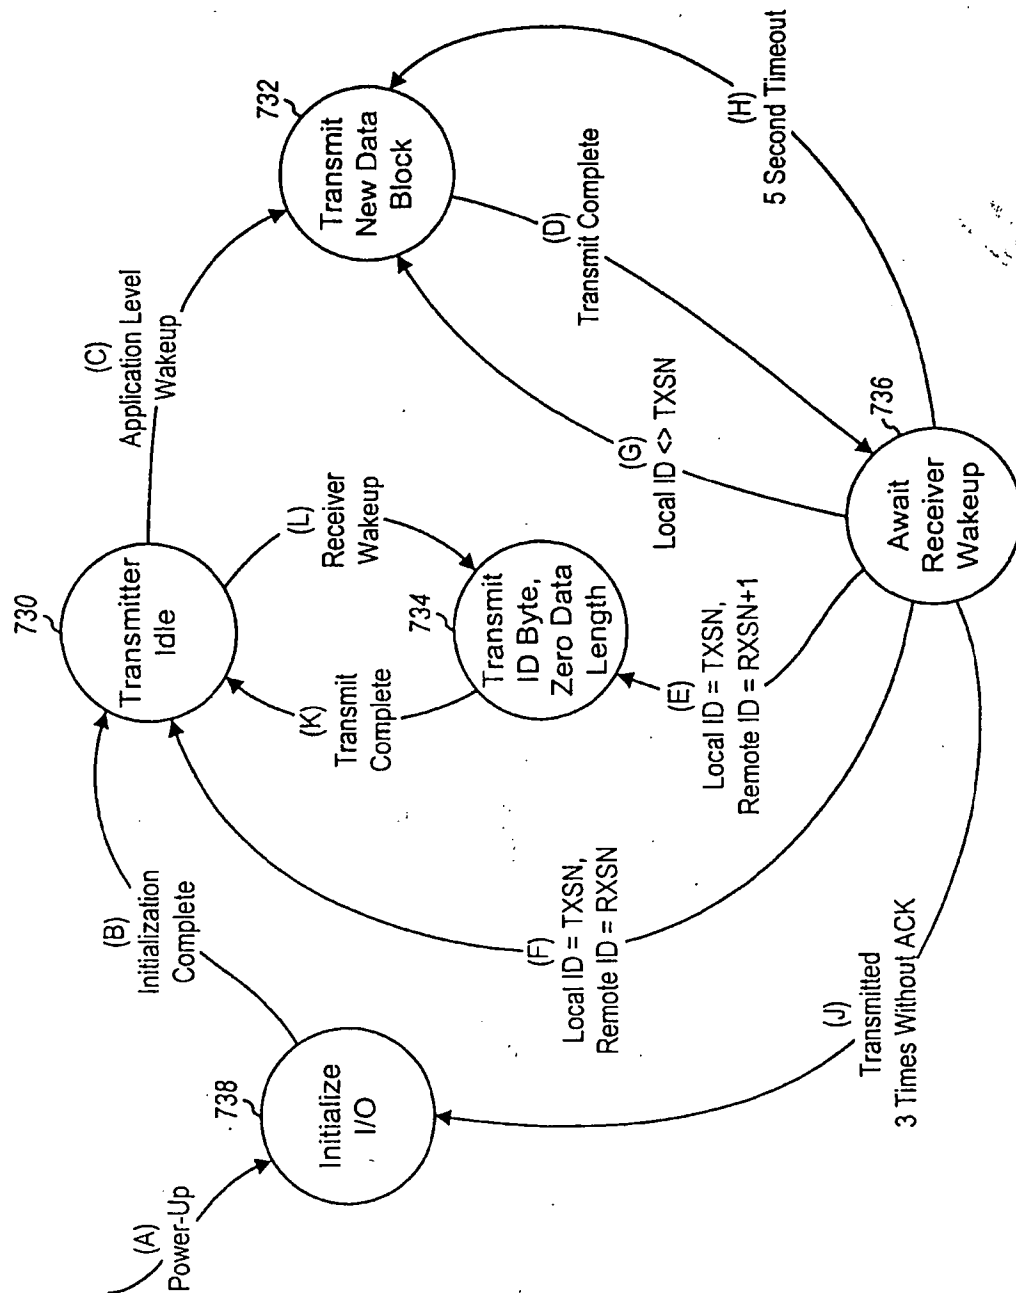 (A)
Power-Up
738
Initialize
I/O
(B)
Initialization
Complete
730
Transmitter
Idle
(C)
Application Level
Wakeup
732
Transmit
New Data
Block
(D)
Transmit Complete
(L)
Receiver
Wakeup
(K)
Transmit
Complete
734
Transmit
ID Byte,
Zero Data
Length
(E)
Local ID = TXSN,
Remote ID = RXSN+1
(F)
Local ID = TXSN,
Remote ID = RXSN
(G)
Local ID <> TXSN
(H)
5 Second Timeout
736
Await
Receiver
Wakeup
(J)
Transmitted
3 Times Without ACK